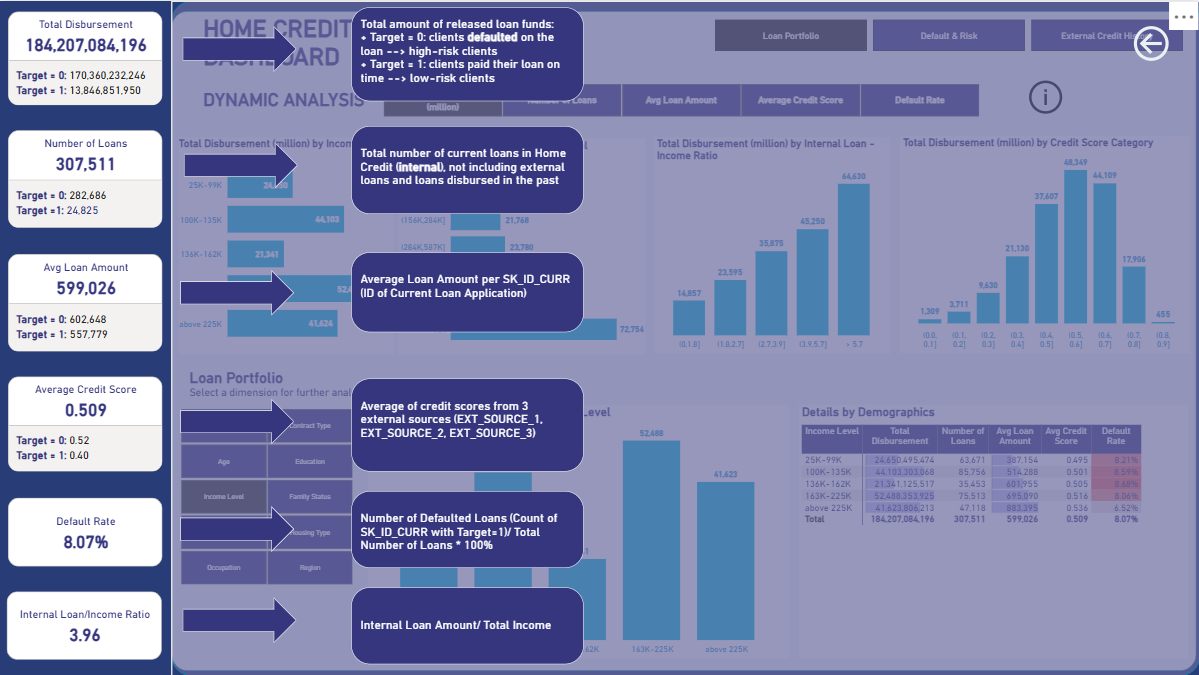 Total Disbursement
184,207,084,196
Target = 0: 170,360,232,246
Target = 1: 13,846,851,950
Number of Loans
307,511
Target = 0: 282,686
Target =1: 24,825
Avg Loan Amount
599,026
Target = 0: 602,648
Target = 1: 557,779
Average Credit Score
0.509
Target = 0: 0.52
Target = 1: 0.40
Default Rate
8.07%
Internal Loan/Income Ratio
3.96
HOME CREDIT
DASHBOARD
DYNAMIC ANALYSIS
Total amount of released loan funds:
+ Target = 0: clients defaulted on the
loan --> high-risk clients
+ Target = 1: clients paid their loan on
time --> low-risk clients
Total number of current loans in Home
Credit (internal), not including external
loans and loans disbursed in the past
Average Loan Amount per SK_ID_CURR
(ID of Current Loan Application)
Average of credit scores from 3
external sources (EXT_SOURCE_1,
EXT_SOURCE_2, EXT_SOURCE_3)
Number of Defaulted Loans (Count of
SK_ID_CURR with Target=1)/ Total
Number of Loans * 100%
Internal Loan Amount/ Total Income
Loan Portfolio
Default & Risk
External Credit History
(million)
Number of Loans
Avg Loan Amount
Average Credit Score
Default Rate
i
Total Disbursement (million) by Incom
25K-99K
100K-135K
44,103
136K-162K
21,341
above 225K
41,624
(156K,284K]
21,768
(284K,587K]
23,780
72,754
Total Disbursement (million) by Internal Loan -
Income Ratio
14,857
23,595
35,875
45,250
64,630
(0,1.8]
(1.8,2.7]
(2.7,3.9]
(3.9,5.7]
> 5.7
Total Disbursement (million) by Credit Score Category
1,309
3,711
9,630
21,130
37,607
48,349
44,109
17,906
455
(0.0,
0.1]
(0.1,
0.2]
(0.2,
0.3]
(0.3,
0.4]
(0.4,
0.5]
(0.5,
0.6]
(0.6,
0.7]
(0.7,
0.8]
(0.8,
0.9]
Loan Portfolio
Select a dimension for further anal
Contract Type
Age
Education
Income Level
Family Status
Housing Type
Occupation
Region
Level
52,488
41,623
62K
163K-225K
above 225K
Details by Demographics
Income Level Total Disbursement Number of Loans Avg Loan Amount Avg Credit Score Default Rate
25K-99K 24,650,495,474 63,671 387,154 0.495 8.21%
100K-135K 44,103,303,068 85,756 514,288 0.501 8.59%
136K-162K 21,341,125,517 35,453 601,955 0.505 8.68%
163K-225K 52,488,353,925 75,513 695,090 0.516 8.06%
above 225K 41,623,806,213 47,118 883,395 0.536 6.52%
Total 184,207,084,196 307,511 599,026 0.509 8.07%